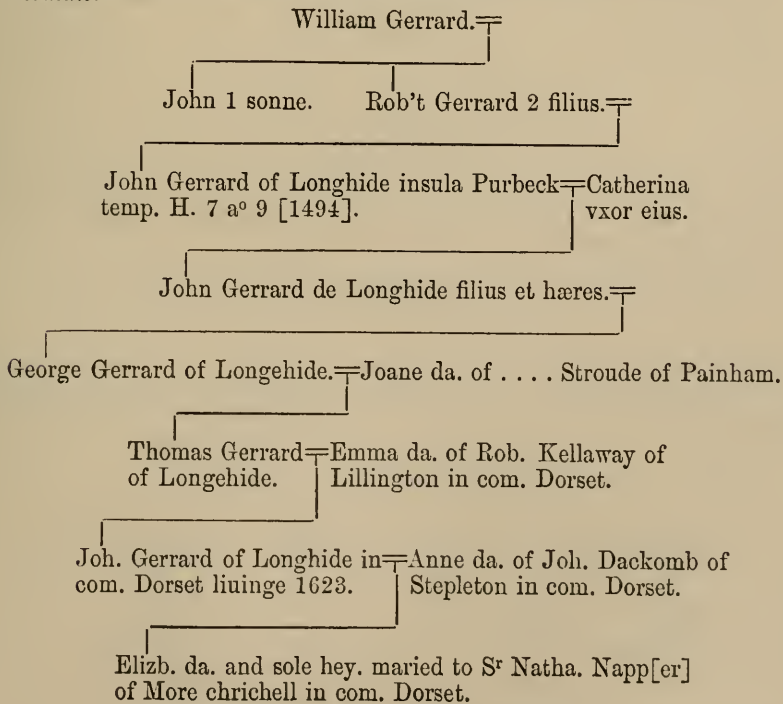 William Gerrard.
John 1 sonne. Rob't Gerrard 2 filius.
John Gerrard of Longhide insula Purbeck Catherina
temp. H. 7 aº 9 [1494]. vxor eius.
John Gerrard de Longhide filius et hæres.
George Gerrard of Longehide. Joane da. of . . . . Stroude of Painham.
Thomas Gerrard Emma da. of Rob. Kellaway of
of Longehide. Lillington in com. Dorset.
Joh. Gerrard of Longhide in Anne da. of Joh. Dackomb of
com. Dorset liuinge 1623. Stepleton in com. Dorset.
Elizb. da. and sole hey. maried to Sʳ Natha. Napp[er]
of More chrichell in com. Dorset.